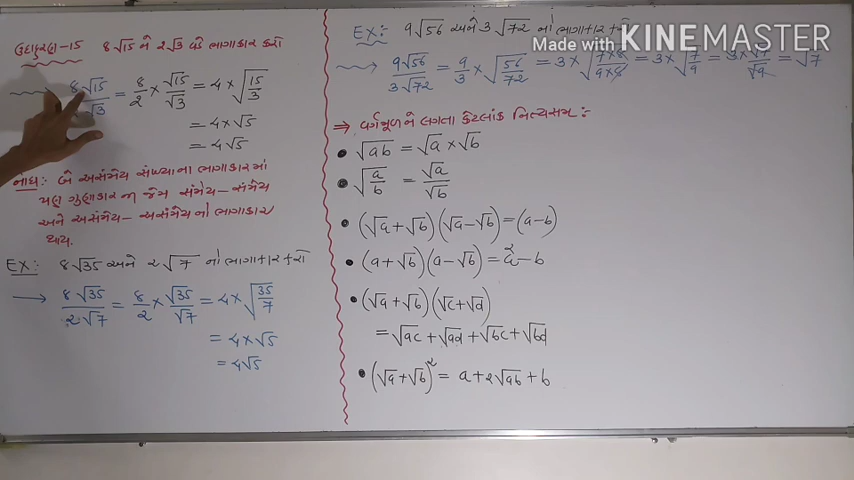 ઉદાહરણ-15 8√15 ને 2√3 વડે ભાગાકાર કરો
8√15/√3 = 8/2 × √15/√3 = 4 × √15/3
= 4 × √5
= 4√5
નોંધ: બે અસંમેય સંખ્યાના ભાગાકારમાં
પણ ગુણાકાર ની જેમ સંમેય - સંમેય
અને અસંમેય - અસંમેય નો ભાગાકાર
થાય.
EX: 8√35 અને 2√7 નો ભાગાકાર કરો
8√35/2√7 = 8/2 × √35/√7 = 4 × √35/7
= 4 × √5
= 4√5
EX: 9√56 અને 3√72 નો ભાગાકાર કરો
Made with KINEMASTER
9√56/3√72 = 9/3 × √56/72 = 3 × √7×8/9×8 = 3 × √7/9 = 3×√7/√9 = √7
⇒ વર્ગમૂળને લગતા કેટલાંક નિત્યસમ :-
• √ab = √a × √b
• √a/b = √a/√b
• (√a + √b) (√a - √b) = (a - b)
• (a + √b) (a - √b) = a² - b
• (√a + √b) (√c + √d)
= √ac + √ad + √bc + √bd
• (√a + √b)² = a + 2√ab + b